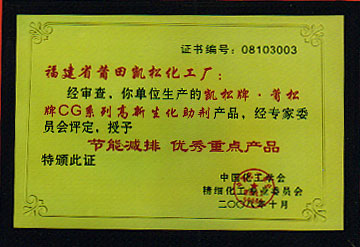 证书编号：08103003
福建省莆田凯松化工厂：
经审查，你单位生产的凯松牌·莆松
牌CG系列高新生化助剂产品，经专家委
员会评定，授予
节能减排 优秀重点产品
特颁此证
中国化工学会
精细化工专业委员会
二〇〇八年十月